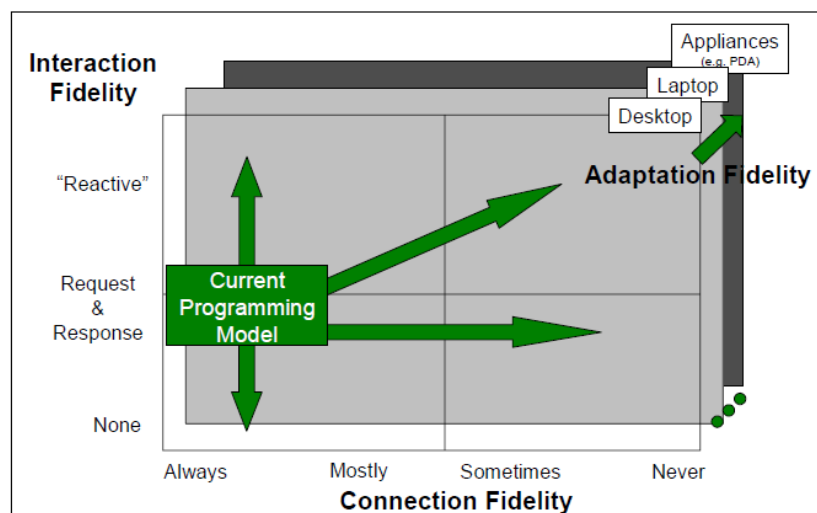 Appliances
(e.g. PDA)
Interaction
Fidelity
Laptop
Desktop
Adaptation Fidelity
“Reactive”
Request
&
Response
Current
Programming
Model
None
Always
Mostly
Sometimes
Never
Connection Fidelity